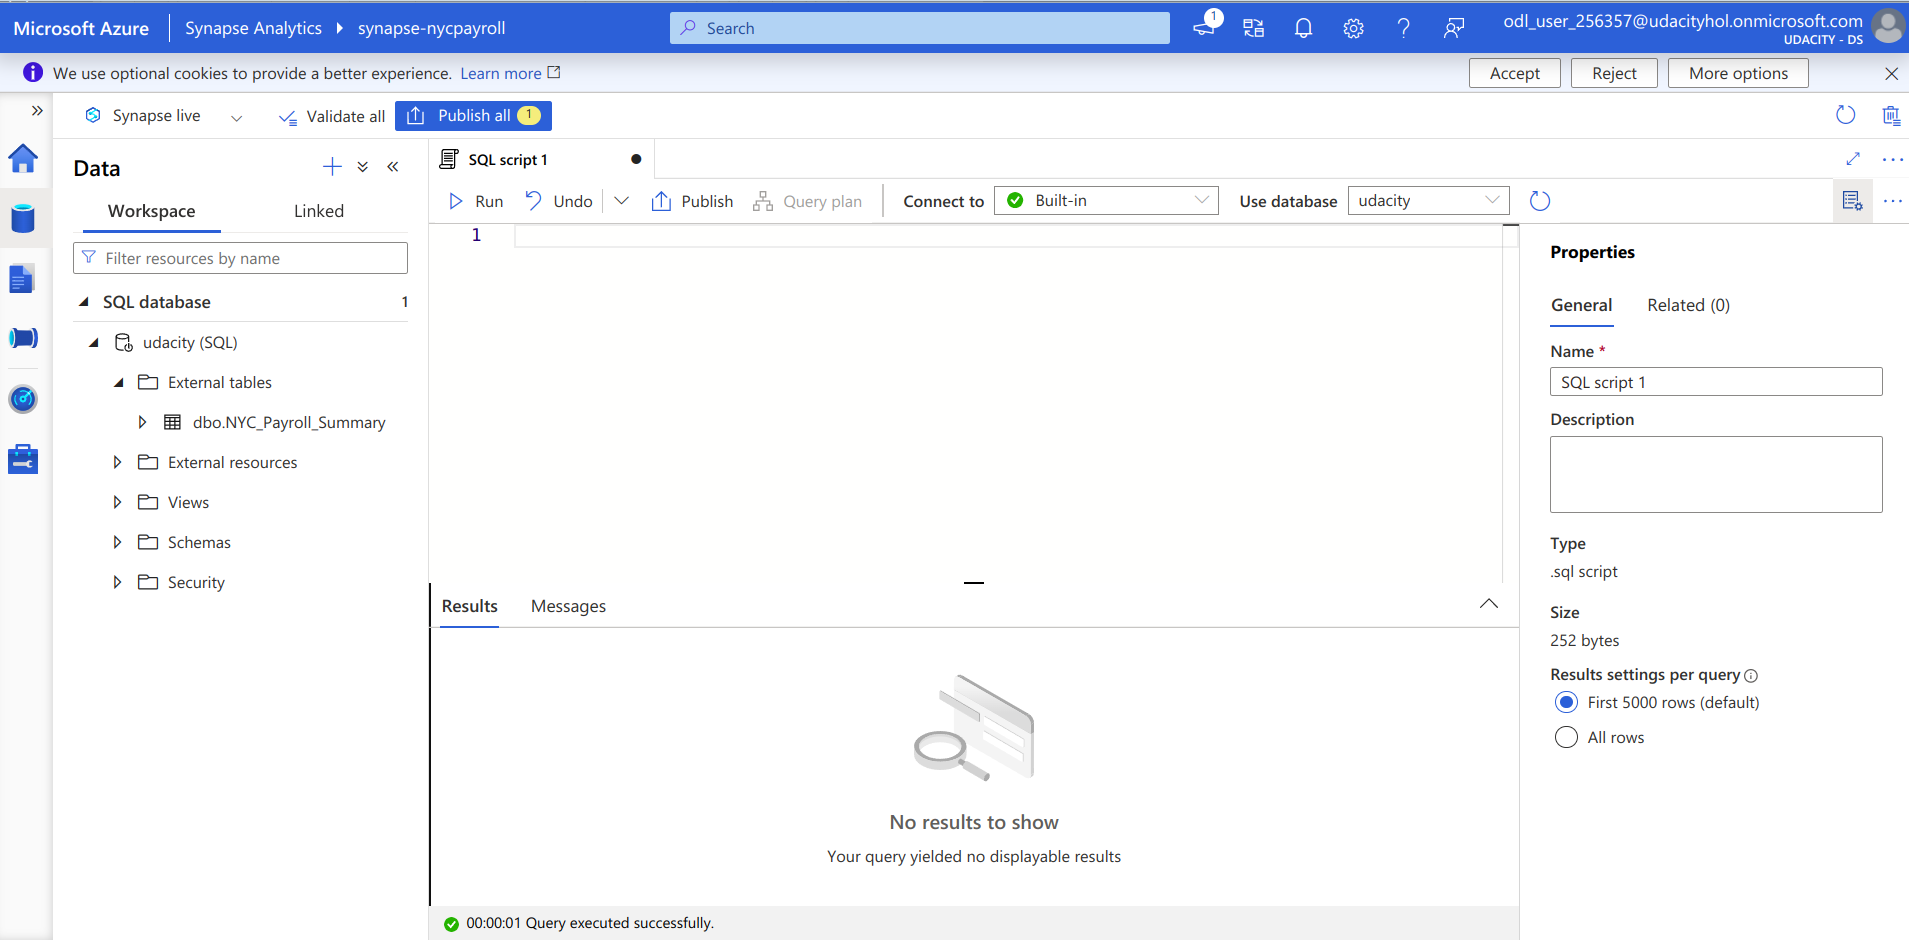 Microsoft Azure
Synapse Analytics
synapse-nycpayroll
Search
1
odl_user_256357@udacityhol.onmicrosoft.com
UDACITY - DS
We use optional cookies to provide a better experience. Learn more
Accept
Reject
More options
Synapse live
Validate all
Publish all 1
Data
Workspace
Linked
Filter resources by name
SQL database 1
udacity (SQL)
External tables
dbo.NYC_Payroll_Summary
External resources
Views
Schemas
Security
SQL script 1
Run
Undo
Publish
Query plan
Connect to
Built-in
Use database
udacity
1
Results
Messages
No results to show
Your query yielded no displayable results
00:00:01 Query executed successfully.
Properties
General
Related (0)
Name *
SQL script 1
Description
Type
.sql script
Size
252 bytes
Results settings per query
First 5000 rows (default)
All rows